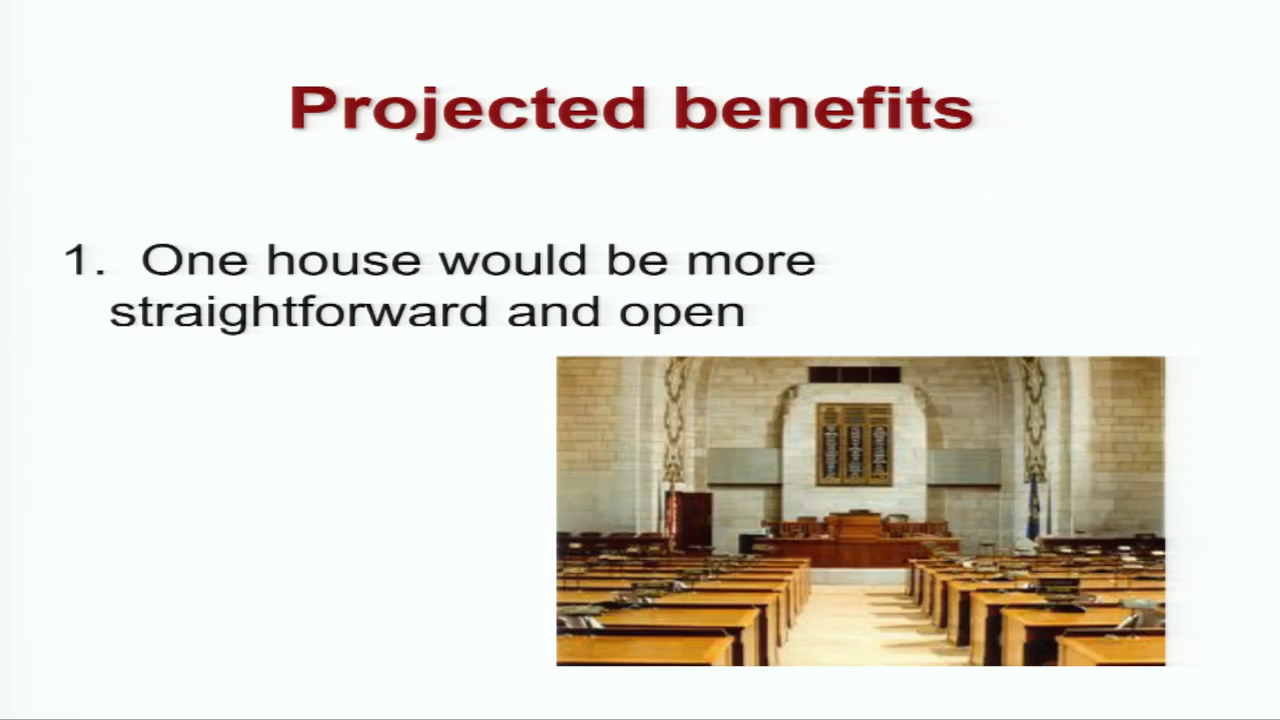 Projected benefits
1. One house would be more
straightforward and open